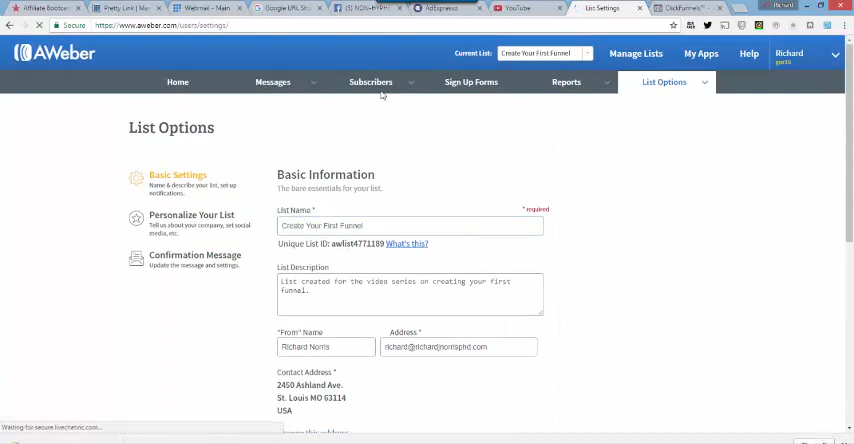 Affiliate Bootcam
Pretty Link | Man
Webmail - Main
Google URL Sh
(5) NON-HYPH
AdEspresso
YouTube
List Settings
ClickFunnels™
Richard
Secure https://www.aweber.com/users/settings/
AWeber
Current List:
Create Your First Funnel
Manage Lists
My Apps
Help
Richard
Home
Messages
Subscribers
Sign Up Forms
Reports
List Options
List Options
Basic Settings
Name & describe your list, set up
notifications.
Personalize Your List
Tell us about your company, set social
media, etc.
Confirmation Message
Update the message and settings.
Basic Information
The bare essentials for your list.
List Name *
* required
Create Your First Funnel
Unique List ID: awlist4771189 What's this?
List Description
List created for the video series on creating your first
funnel.
"From" Name
Address *
Richard Norris
richard@richardjnorrisphd.com
Contact Address *
2450 Ashland Ave.
St. Louis MO 63114
USA
Waiting for secure.livechatinc.com...